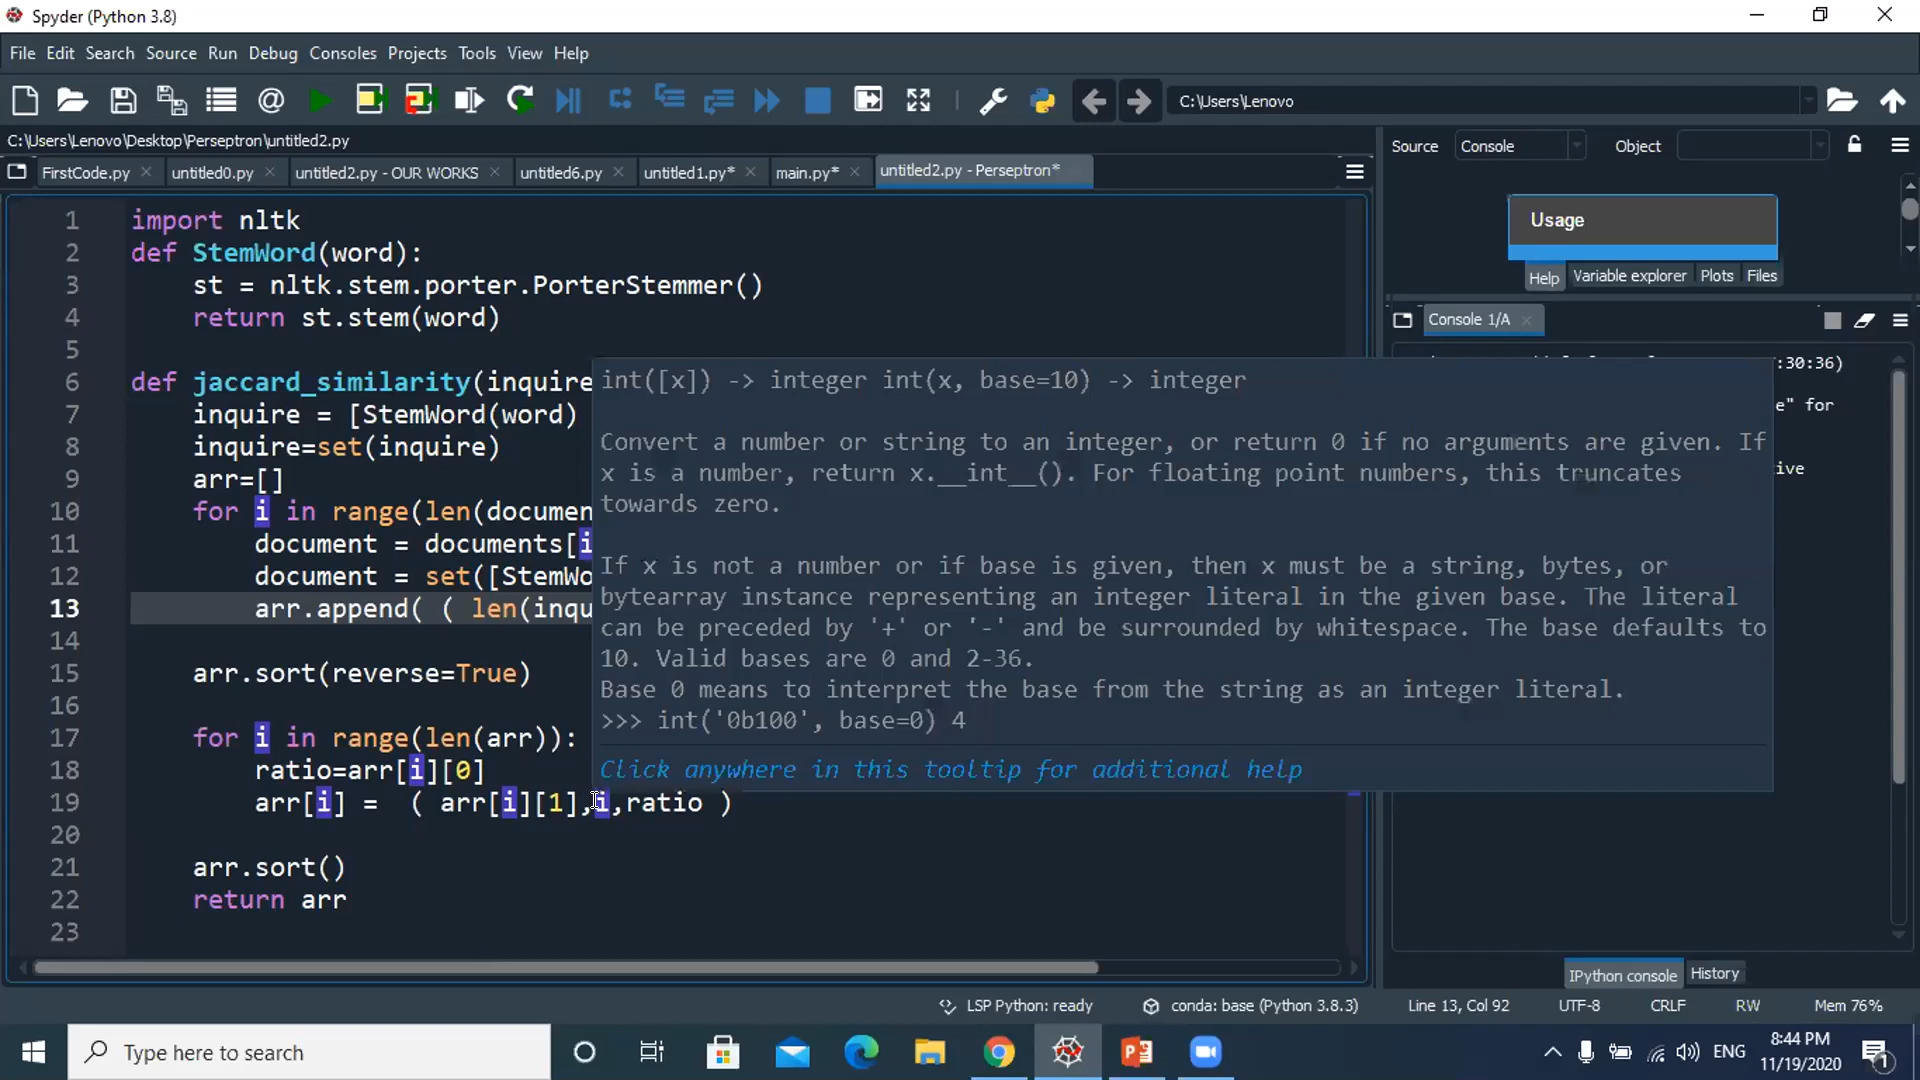 Spyder (Python 3.8)
File Edit Search Source Run Debug Consoles Projects Tools View Help
C:\Users\Lenovo
C:\Users\Lenovo\Desktop\Perseptron\untitled2.py
Source Console Object
FirstCode.py untitled0.py untitled2.py - OUR WORKS untitled6.py untitled1.py* main.py* untitled2.py - Perseptron*
Usage
Help Variable explorer Plots Files
Console 1/A
:30:36)
e" for
ive
1 import nltk
2 def StemWord(word):
3 st = nltk.stem.porter.PorterStemmer()
4 return st.stem(word)
5
6 def jaccard_similarity(inquire
7 inquire = [StemWord(word)
8 inquire=set(inquire)
9 arr=[]
10 for i in range(len(documen
11 document = documents[i
12 document = set([StemWo
13 arr.append( ( len(inqu
14
15 arr.sort(reverse=True)
16
17 for i in range(len(arr)):
18 ratio=arr[i][0]
19 arr[i] = ( arr[i][1],i,ratio )
20
21 arr.sort()
22 return arr
23
int([x]) -> integer int(x, base=10) -> integer
Convert a number or string to an integer, or return 0 if no arguments are given. If
x is a number, return x.__int__(). For floating point numbers, this truncates
towards zero.
If x is not a number or if base is given, then x must be a string, bytes, or
bytearray instance representing an integer literal in the given base. The literal
can be preceded by '+' or '-' and be surrounded by whitespace. The base defaults to
10. Valid bases are 0 and 2-36.
Base 0 means to interpret the base from the string as an integer literal.
>>> int('0b100', base=0) 4
Click anywhere in this tooltip for additional help
IPython console History
LSP Python: ready conda: base (Python 3.8.3) Line 13, Col 92 UTF-8 CRLF RW Mem 76%
Type here to search
ENG
8:44 PM
11/19/2020
1